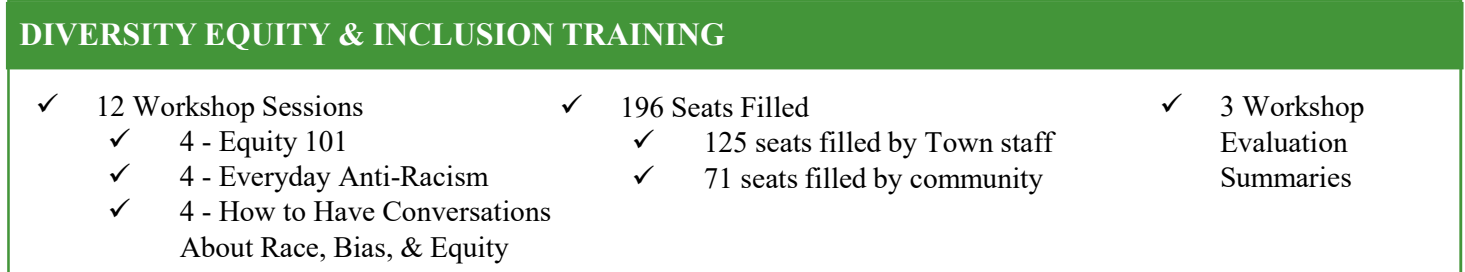 DIVERSITY EQUITY & INCLUSION TRAINING
✓ 12 Workshop Sessions
✓ 4 - Equity 101
✓ 4 - Everyday Anti-Racism
✓ 4 - How to Have Conversations
About Race, Bias, & Equity
✓ 196 Seats Filled
✓ 125 seats filled by Town staff
✓ 71 seats filled by community
✓ 3 Workshop
Evaluation
Summaries